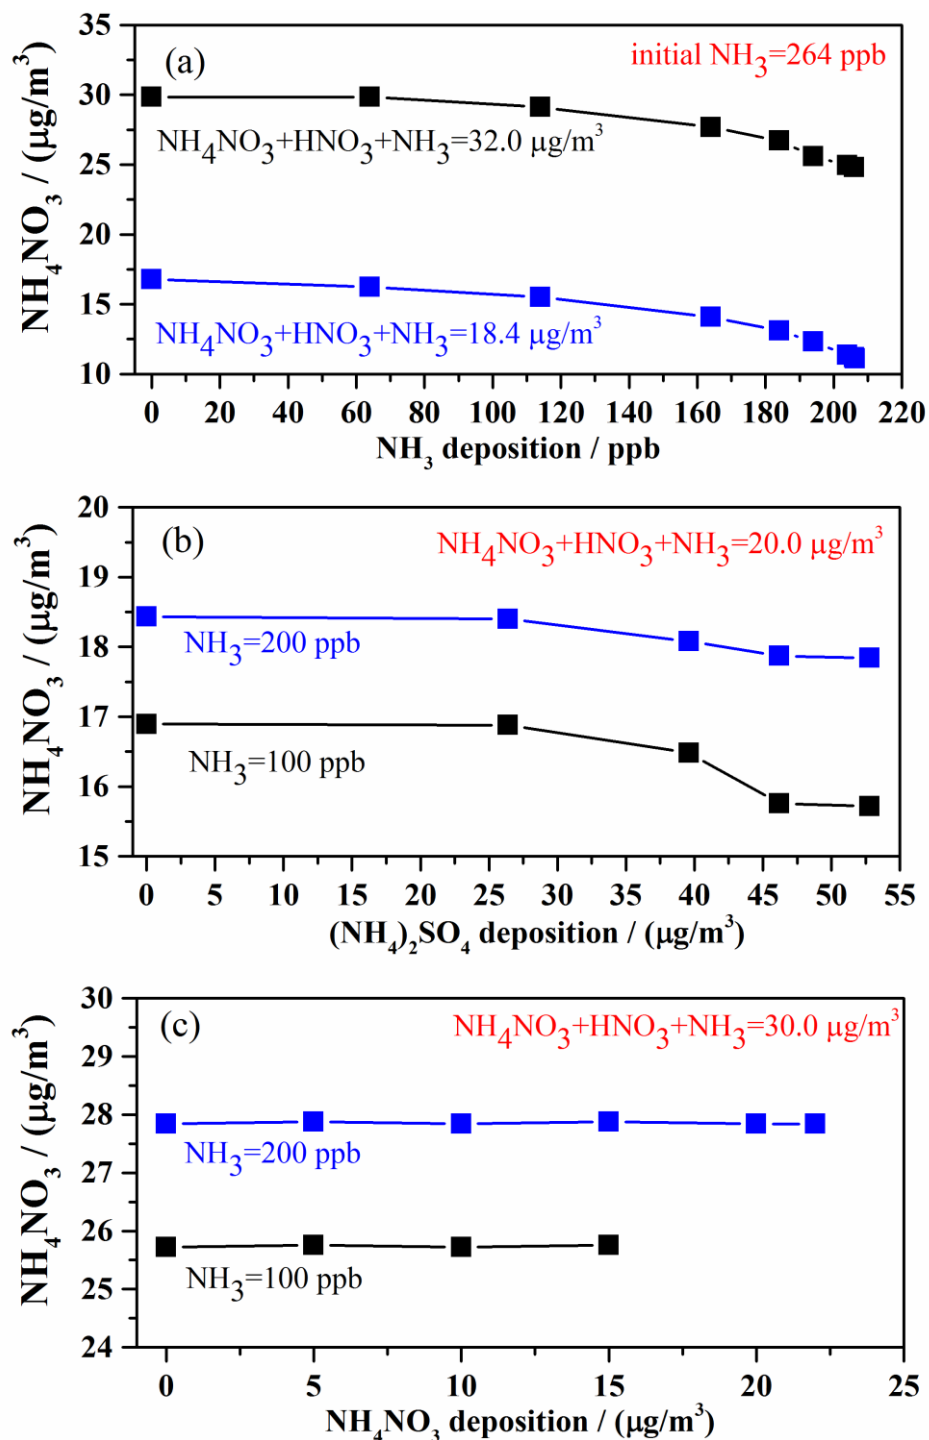 (a)
initial NH₃=264 ppb
NH₄NO₃+HNO₃+NH₃=32.0 μg/m³
NH₄NO₃+HNO₃+NH₃=18.4 μg/m³
NH₄NO₃ / (μg/m³)
35
30
25
20
15
10
0 20 40 60 80 100 120 140 160 180 200 220
NH₃ deposition / ppb
(b)
NH₄NO₃+HNO₃+NH₃=20.0 μg/m³
NH₃=200 ppb
NH₃=100 ppb
NH₄NO₃ / (μg/m³)
20
19
18
17
16
15
0 5 10 15 20 25 30 35 40 45 50 55
(NH₄)₂SO₄ deposition / (μg/m³)
(c)
NH₄NO₃+HNO₃+NH₃=30.0 μg/m³
NH₃=200 ppb
NH₃=100 ppb
NH₄NO₃ / (μg/m³)
30
29
28
27
26
25
24
0 5 10 15 20 25
NH₄NO₃ deposition / (μg/m³)